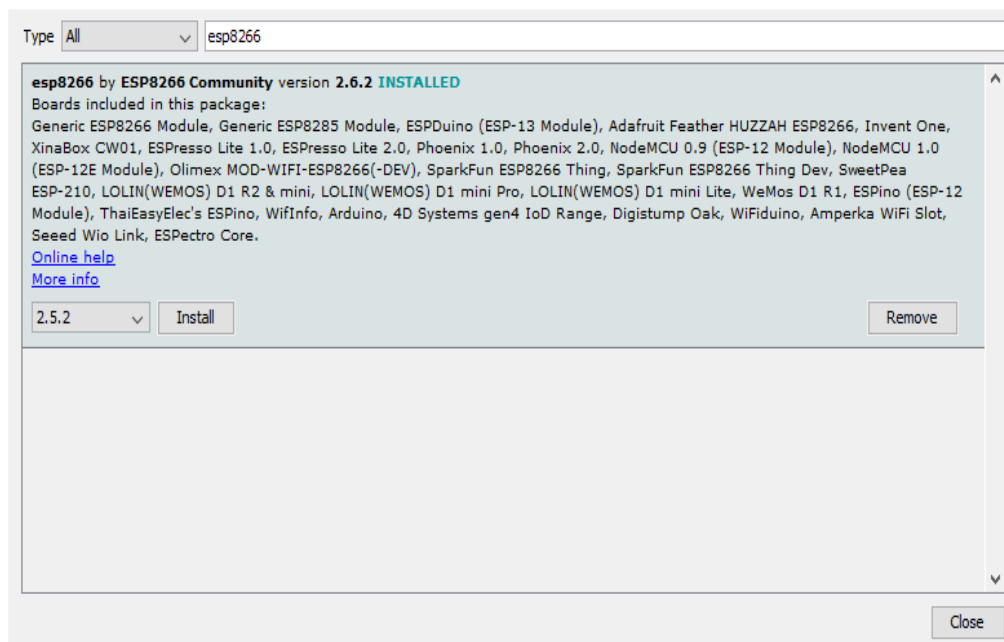 Type All esp8266
esp8266 by ESP8266 Community version 2.6.2 INSTALLED
Boards included in this package:
Generic ESP8266 Module, Generic ESP8285 Module, ESPDuino (ESP-13 Module), Adafruit Feather HUZZAH ESP8266, Invent One,
XinaBox CW01, ESPresso Lite 1.0, ESPresso Lite 2.0, Phoenix 1.0, Phoenix 2.0, NodeMCU 0.9 (ESP-12 Module), NodeMCU 1.0
(ESP-12E Module), Olimex MOD-WIFI-ESP8266(-DEV), SparkFun ESP8266 Thing, SparkFun ESP8266 Thing Dev, SweetPea
ESP-210, LOLIN(WEMOS) D1 R2 & mini, LOLIN(WEMOS) D1 mini Pro, LOLIN(WEMOS) D1 mini Lite, WeMos D1 R1, ESPino (ESP-12
Module), ThaiEasyElec's ESPino, WifInfo, Arduino, 4D Systems gen4 IoD Range, Digistump Oak, WiFiduino, Amperka WiFi Slot,
Seeed Wio Link, ESPectro Core.
Online help
More info
2.5.2 Install Remove
Close